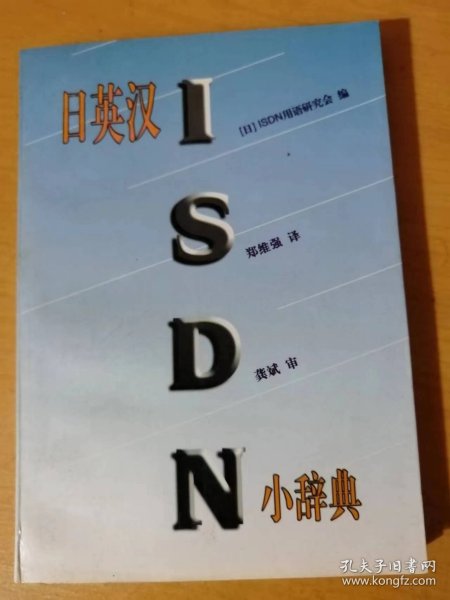 日英汉
I
S
D
N
小辞典
[日] ISDN用语研究会 编
郑维强 译
龚斌 审
孔夫子旧书网
www.kongfz.com